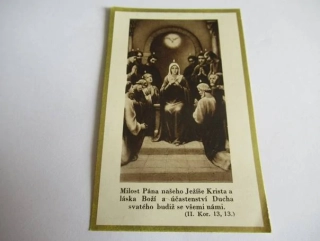 Milost Pána našeho Ježíše Krista a
láska Boží a účastenství Ducha
svatého budiž se všemi námi.
(II. Kor. 13, 13.)